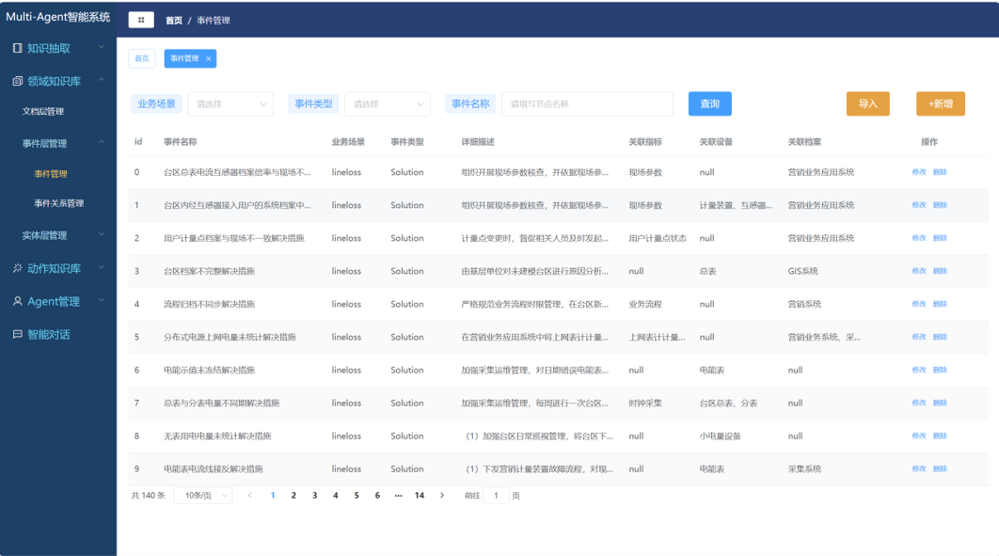 Multi-Agent智能系统
首页 / 事件管理
知识抽取
领域知识库
文档层管理
事件层管理
事件管理
事件关系管理
实体层管理
动作知识库
Agent管理
智能对话
首页 事件管理 ×
业务场景 请选择 事件类型 请选择 事件名称 请填写节点名称 查询 导入 +新增
id 事件名称 业务场景 事件类型 详细描述 关联指标 关联设备 关联档案 操作
0 台区总表电流互感器档案倍率与现场不... lineloss Solution 组织开展现场参数核查，并依据现场参... 现场参数 null 营销业务应用系统 修改 删除
1 台区内经互感器接入用户的系统档案中... lineloss Solution 组织开展现场参数核查，并依据现场参... 现场参数 计量装置、互感器... 营销业务应用系统 修改 删除
2 用户计量点档案与现场不一致解决措施 lineloss Solution 计量点变更时，督促相关人员及时发起... 用户计量点状态 null 营销业务应用系统 修改 删除
3 台区档案不完整解决措施 lineloss Solution 由基层单位对未建模台区进行原因分析... null 总表 GIS系统 修改 删除
4 流程归档不同步解决措施 lineloss Solution 严格规范业务流程时限管理，在台区新... 业务流程 null 营销系统 修改 删除
5 分布式电源上网电量未统计解决措施 lineloss Solution 在营销业务应用系统中将上网表计计量... 上网表计计量... null 营销业务系统、采... 修改 删除
6 电能示值未冻结解决措施 lineloss Solution 加强采集运维管理，对日期错误电能表... null 电能表 null 修改 删除
7 总表与分表电量不同期解决措施 lineloss Solution 加强采集运维管理，每周进行一次台区... 时钟采集 台区总表、分表 null 修改 删除
8 无表用电电量未统计解决措施 lineloss Solution （1）加强台区日常巡视管理，将台区下... null 小电量设备 null 修改 删除
9 电能表电流线接反解决措施 lineloss Solution （1）下发营销计量装置故障流程，对现... null 电能表 采集系统 修改 删除
共 140 条 10条/页 < 1 2 3 4 5 6 ... 14 > 前往 1 页